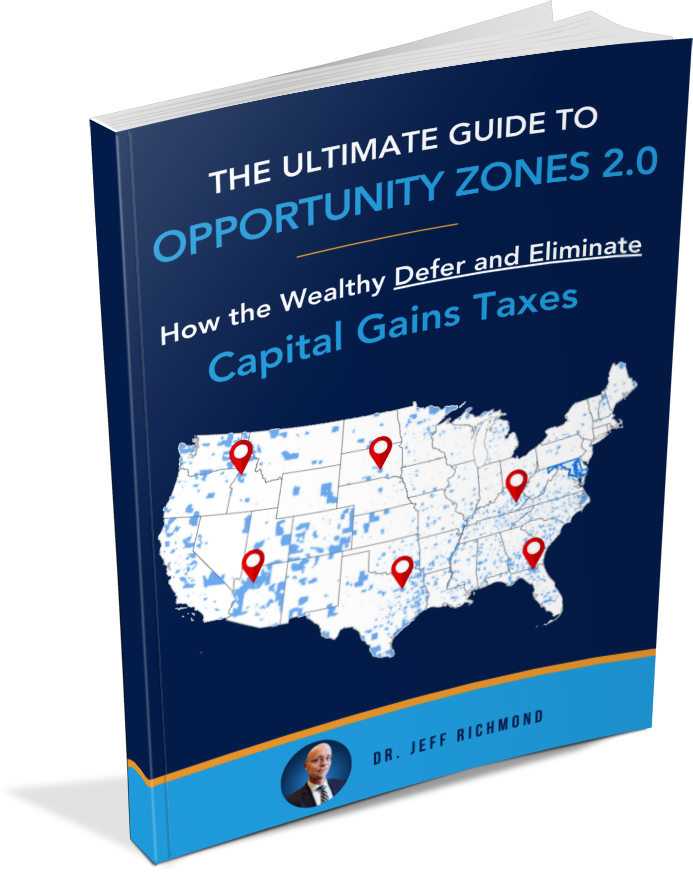 THE ULTIMATE GUIDE TO
OPPORTUNITY ZONES 2.0
How the Wealthy Defer and Eliminate
Capital Gains Taxes
DR. JEFF RICHMOND